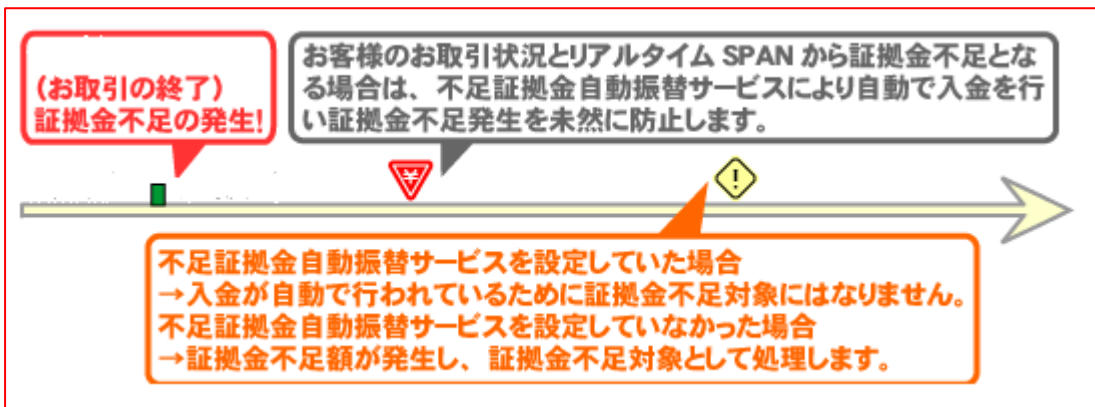 (お取引の終了)
証拠金不足の発生!
お客様のお取引状況とリアルタイム SPAN から証拠金不足とな
る場合は、不足証拠金自動振替サービスにより自動で入金を行
い証拠金不足発生を未然に防止します。
¥
!
不足証拠金自動振替サービスを設定していた場合
→入金が自動で行われているために証拠金不足対象にはなりません。
不足証拠金自動振替サービスを設定していなかった場合
→証拠金不足額が発生し、証拠金不足対象として処理します。